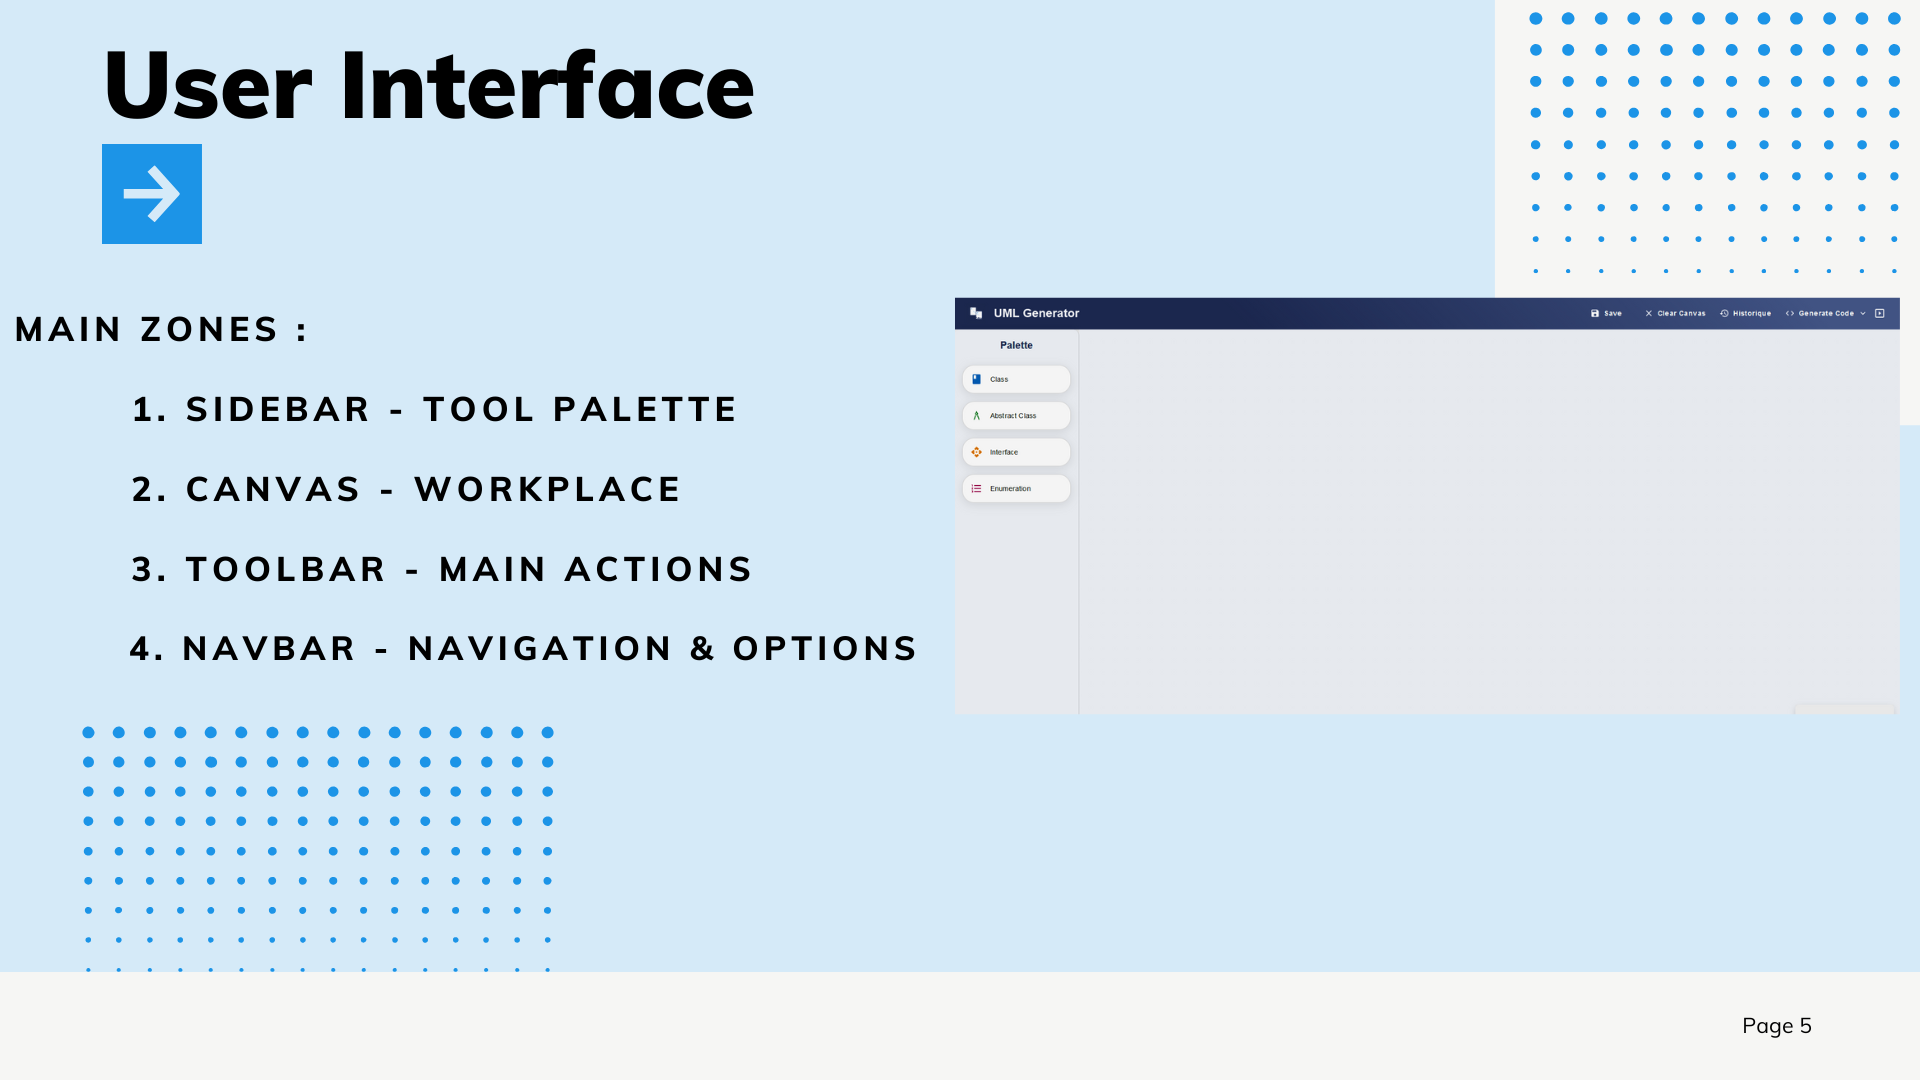 User Interface
MAIN ZONES :
1. SIDEBAR - TOOL PALETTE
2. CANVAS - WORKPLACE
3. TOOLBAR - MAIN ACTIONS
4. NAVBAR - NAVIGATION & OPTIONS
UML Generator
Save Clear Canvas Historique Generate Code
Palette
Class
Abstract Class
Interface
Enumeration
Page 5